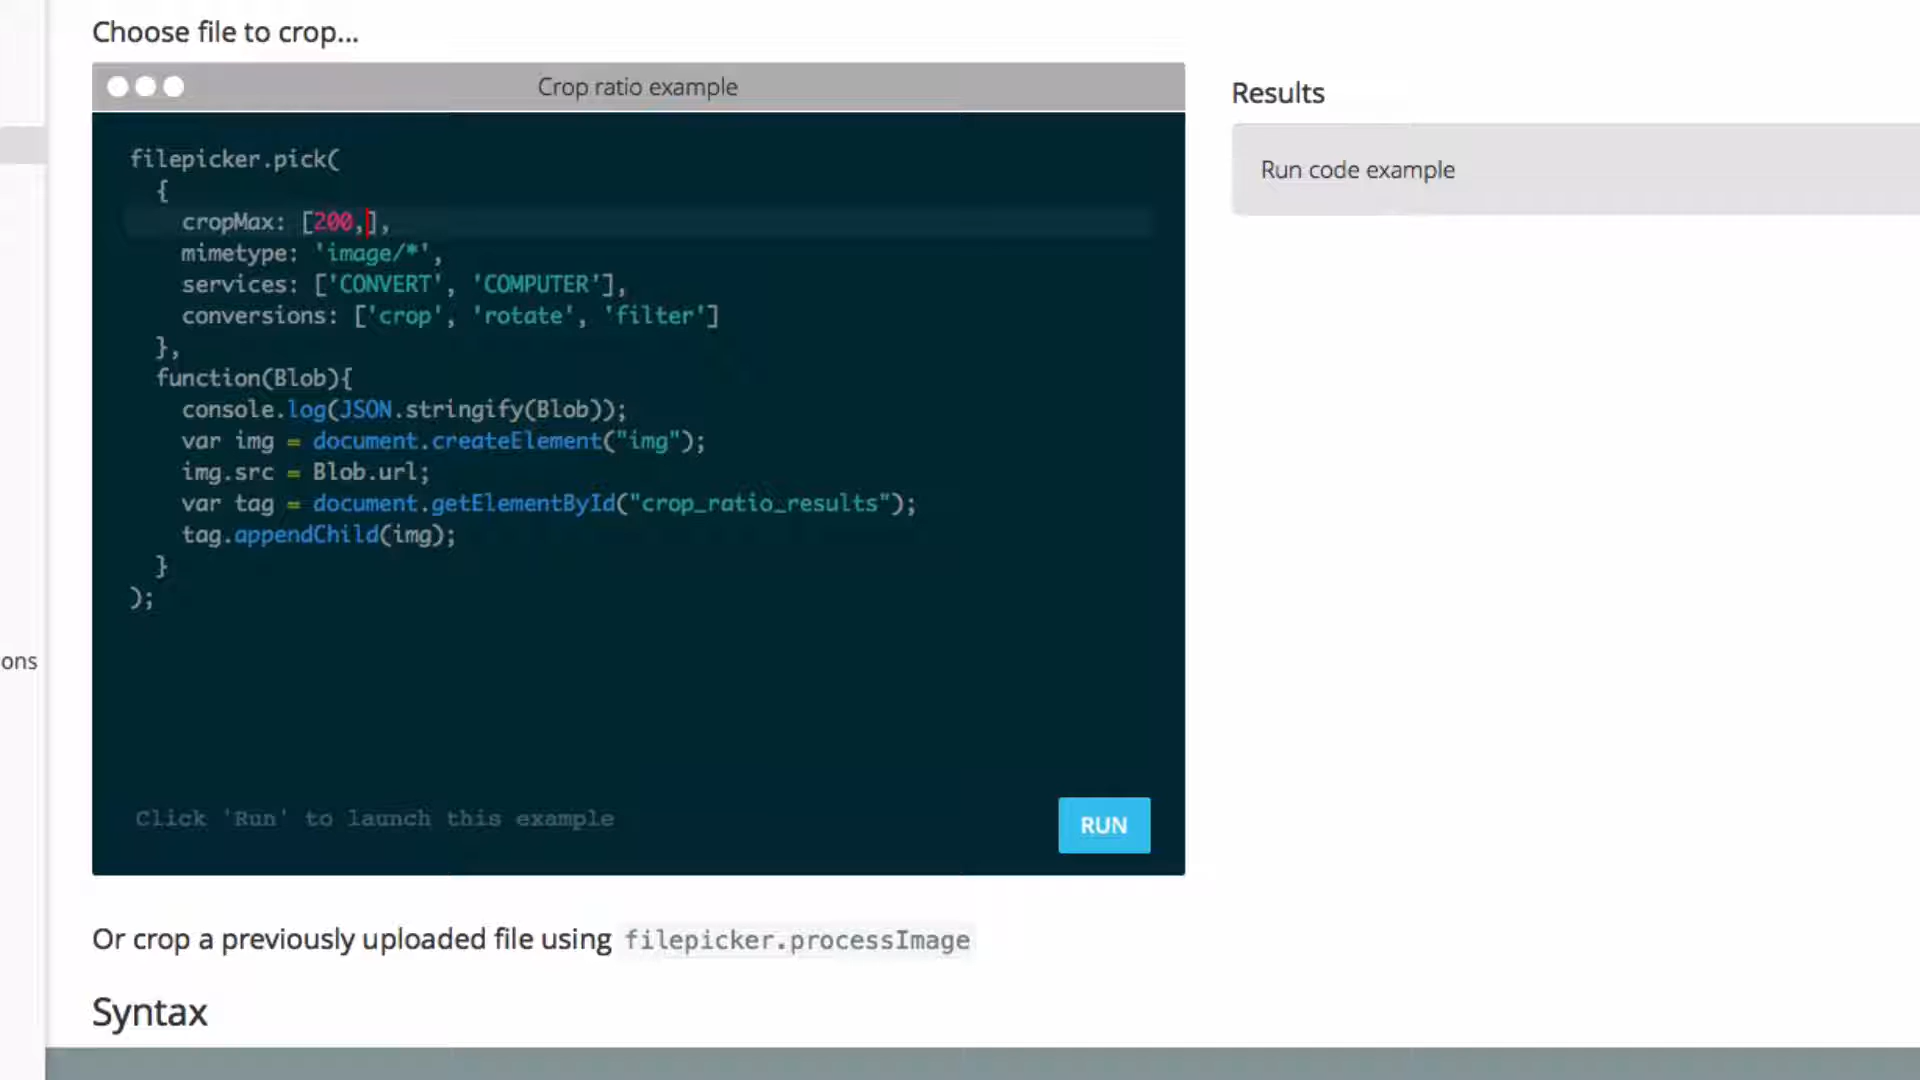 Choose file to crop...
Crop ratio example
filepicker.pick(
  {
    cropMax: [200,],
    mimetype: 'image/*',
    services: ['CONVERT', 'COMPUTER'],
    conversions: ['crop', 'rotate', 'filter']
  },
  function(Blob){
    console.log(JSON.stringify(Blob));
    var img = document.createElement("img");
    img.src = Blob.url;
    var tag = document.getElementById("crop_ratio_results");
    tag.appendChild(img);
  }
);
Click 'Run' to launch this example
RUN
Results
Run code example
ons
Or crop a previously uploaded file using filepicker.processImage
Syntax